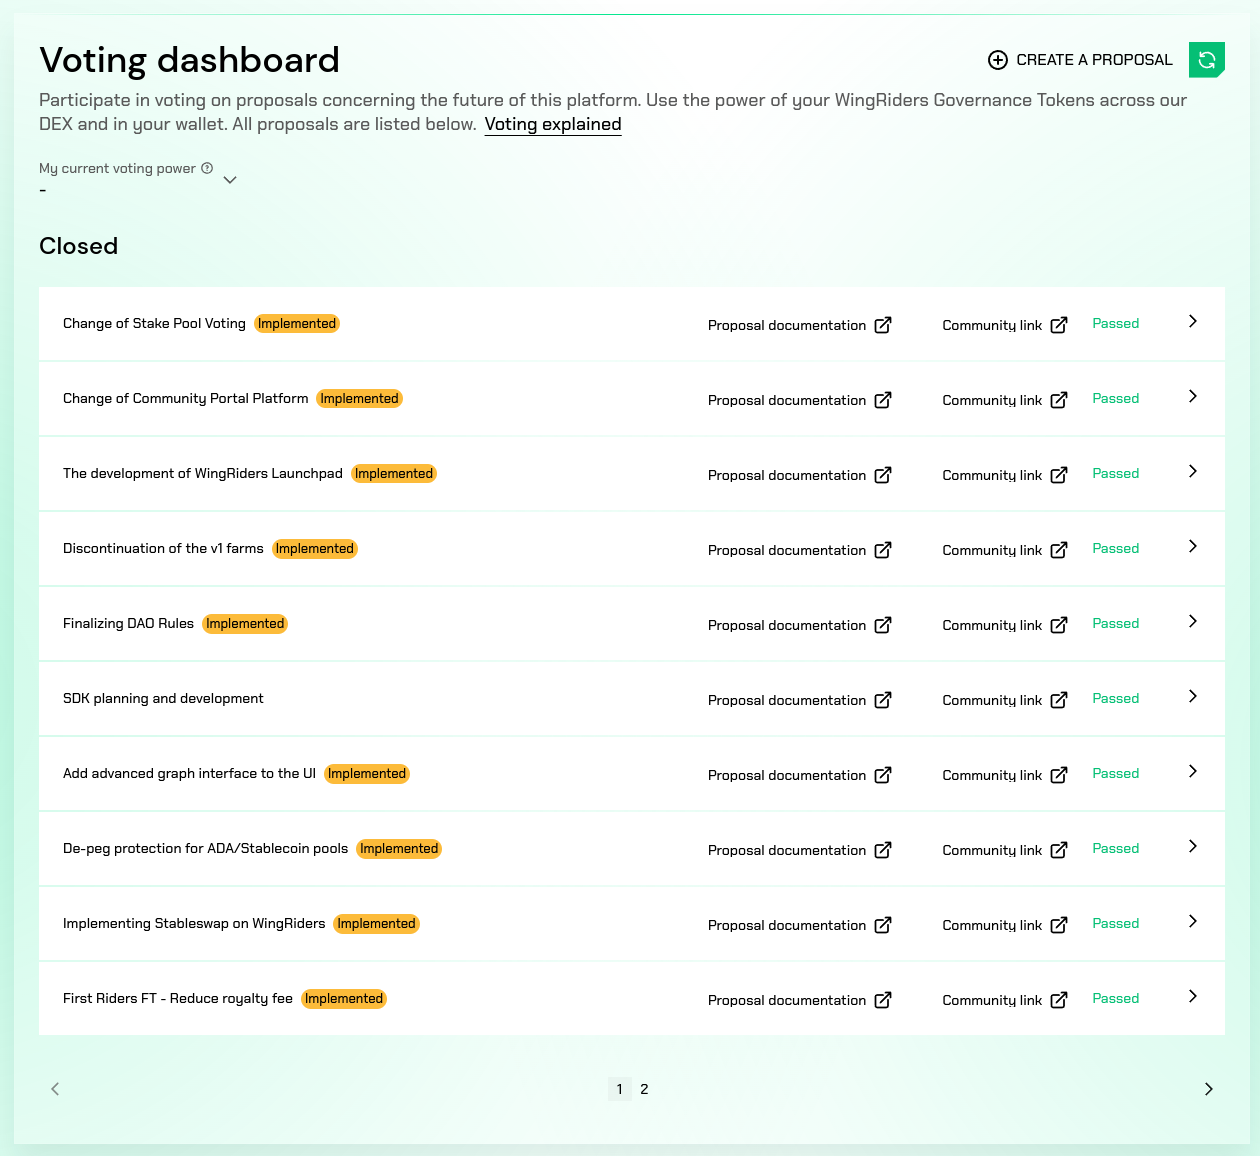 Voting dashboard
CREATE A PROPOSAL
Participate in voting on proposals concerning the future of this platform. Use the power of your WingRiders Governance Tokens across our
DEX and in your wallet. All proposals are listed below. Voting explained
My current voting power
-
Closed
Change of Stake Pool Voting Implemented Proposal documentation Community link Passed
Change of Community Portal Platform Implemented Proposal documentation Community link Passed
The development of WingRiders Launchpad Implemented Proposal documentation Community link Passed
Discontinuation of the v1 farms Implemented Proposal documentation Community link Passed
Finalizing DAO Rules Implemented Proposal documentation Community link Passed
SDK planning and development Proposal documentation Community link Passed
Add advanced graph interface to the UI Implemented Proposal documentation Community link Passed
De-peg protection for ADA/Stablecoin pools Implemented Proposal documentation Community link Passed
Implementing Stableswap on WingRiders Implemented Proposal documentation Community link Passed
First Riders FT - Reduce royalty fee Implemented Proposal documentation Community link Passed
1 2